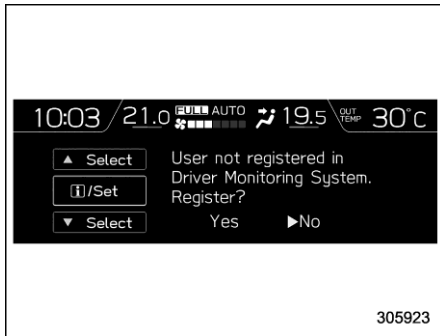 10:03 21.0 FULL AUTO 19.5 OUT TEMP 30°C
▲ Select
i/Set
▼ Select
User not registered in
Driver Monitoring System.
Register?
Yes ▶No
305923